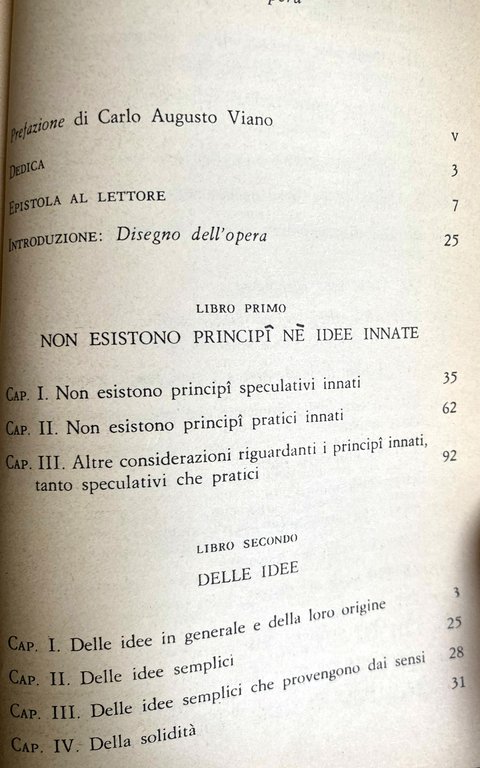 Prefazione di Carlo Augusto Viano V
DEDICA 3
EPISTOLA AL LETTORE 7
INTRODUZIONE: Disegno dell'opera 25
LIBRO PRIMO
NON ESISTONO PRINCIPÎ NÈ IDEE INNATE
CAP. I. Non esistono principî speculativi innati 35
CAP. II. Non esistono principî pratici innati 62
CAP. III. Altre considerazioni riguardanti i principî innati,
tanto speculativi che pratici 92
LIBRO SECONDO
DELLE IDEE
CAP. I. Delle idee in generale e della loro origine 3
CAP. II. Delle idee semplici 25
CAP. III. Delle idee semplici che provengono dai sensi 28
CAP. IV. Della solidità 31